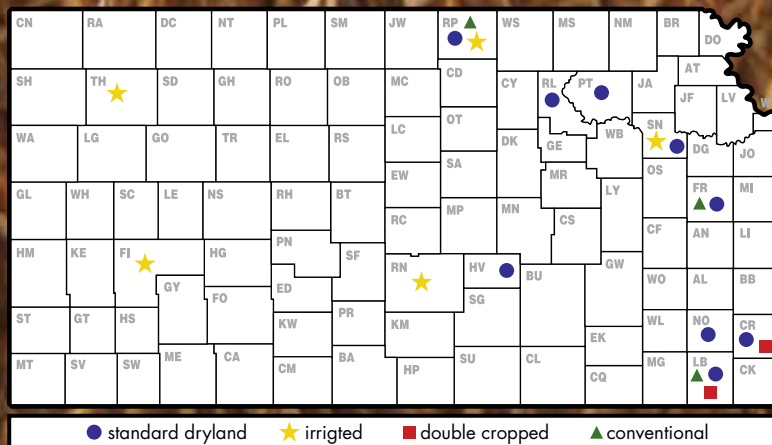 CN RA DC NT PL SM JW RP WS MS NM BR DO
SH TH SD GH RO OB MC CD CY RL PT JA AT
JF LV
WA LG GO TR EL RS LC OT DK GE WB SN DG JO
EW SA MR OS
GL WH SC LE NS RH BT RC MP MN CS LY FR MI
HM KE FI HG PN SF RN HV BU GW CF AN LI
GY FO ED SG WO AL BB
ST GT HS KW PR KM EK WL NO CR
MT SV SW ME CA CM BA HP SU CL CQ MG LB CK
standard dryland irrigted double cropped conventional